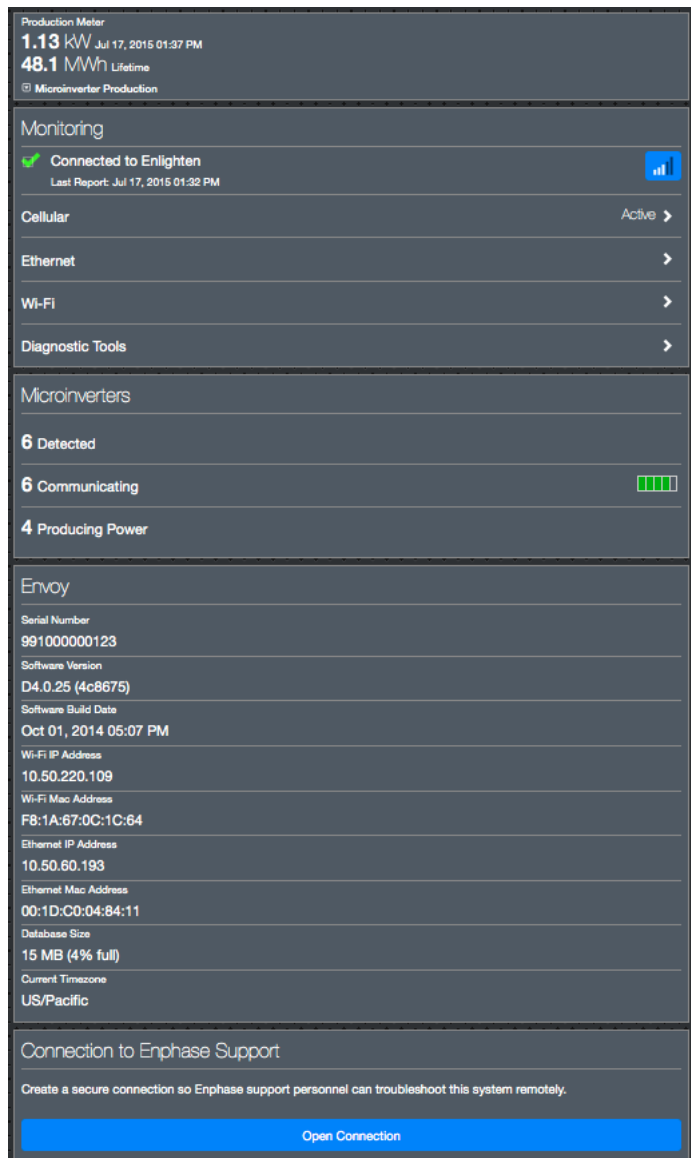 Production Meter
1.13 kW Jul 17, 2015 01:37 PM
48.1 MWh Lifetime
Microinverter Production
Monitoring
Connected to Enlighten
Last Report: Jul 17, 2015 01:32 PM
Cellular Active
Ethernet
Wi-Fi
Diagnostic Tools
Microinverters
6 Detected
6 Communicating
4 Producing Power
Envoy
Serial Number
991000000123
Software Version
D4.0.25 (4c8675)
Software Build Date
Oct 01, 2014 05:07 PM
Wi-Fi IP Address
10.50.220.109
Wi-Fi Mac Address
F8:1A:67:0C:1C:64
Ethernet IP Address
10.50.60.193
Ethernet Mac Address
00:1D:C0:04:84:11
Database Size
15 MB (4% full)
Current Timezone
US/Pacific
Connection to Enphase Support
Create a secure connection so Enphase support personnel can troubleshoot this system remotely.
Open Connection